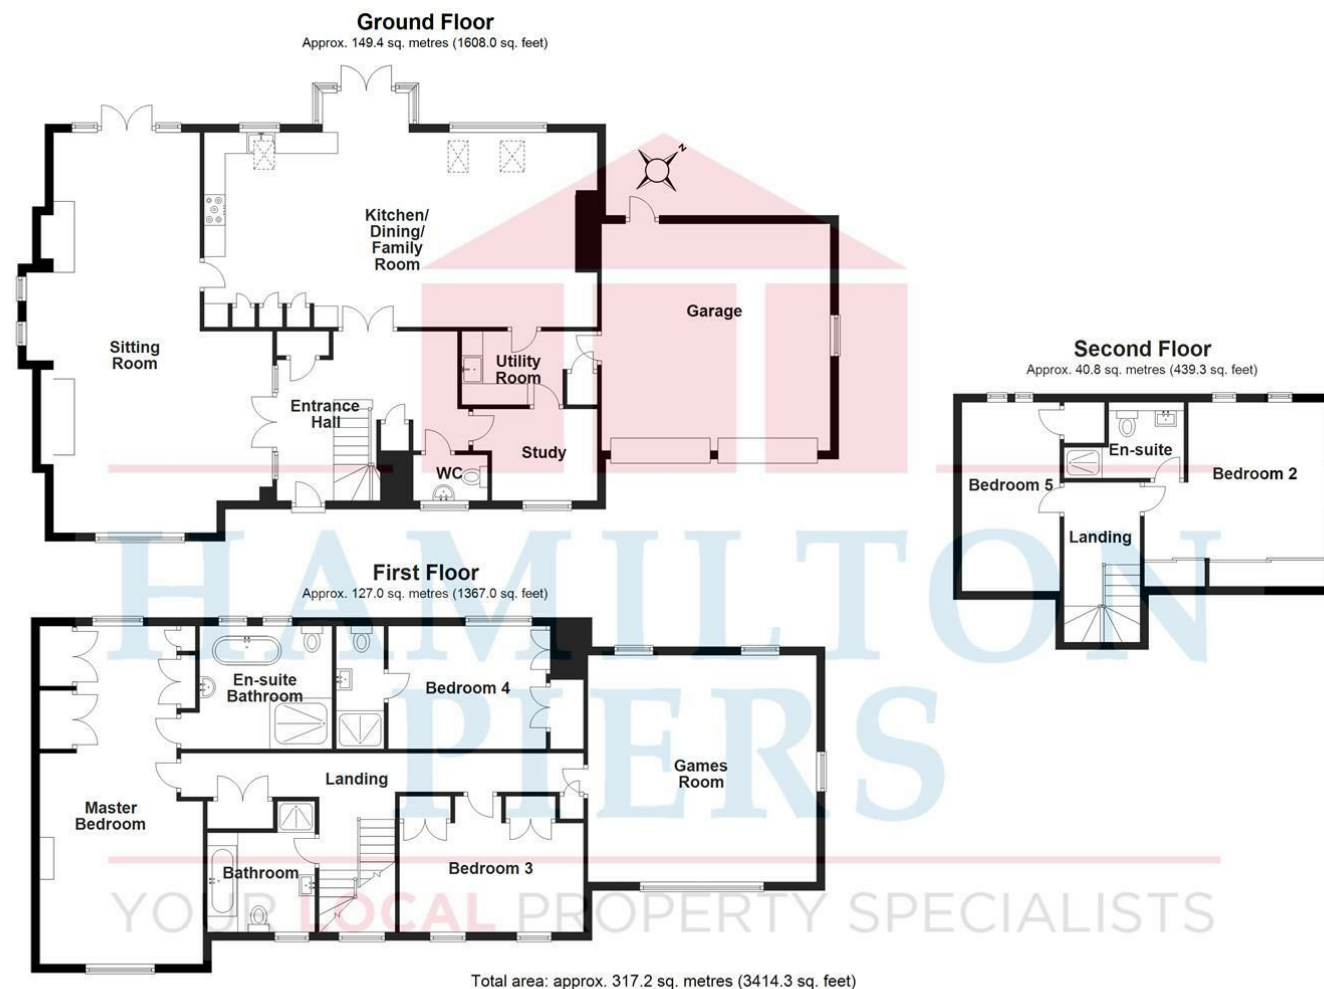 Ground Floor
Approx. 149.4 sq. metres (1608.0 sq. feet)
Kitchen/
Dining/
Family
Room
Sitting
Room
Entrance
Hall
Utility
Room
WC
Study
Garage
N
Second Floor
Approx. 40.8 sq. metres (439.3 sq. feet)
En-suite
Bedroom 5
Bedroom 2
Landing
First Floor
Approx. 127.0 sq. metres (1367.0 sq. feet)
En-suite
Bathroom
Bedroom 4
Landing
Games
Room
Master
Bedroom
Bathroom
Bedroom 3
HAMILTON
PIERS
YOUR LOCAL PROPERTY SPECIALISTS
Total area: approx. 317.2 sq. metres (3414.3 sq. feet)